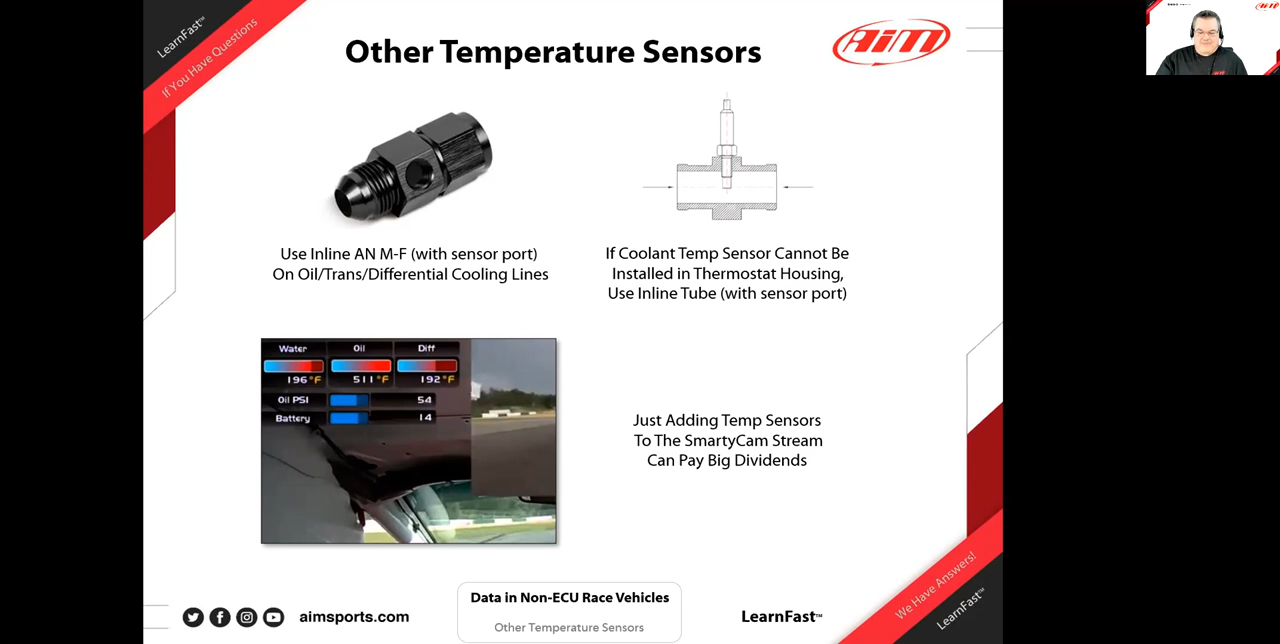 LearnFast™
If You Have Questions
Other Temperature Sensors
AiM
AiM
Use Inline AN M-F (with sensor port)
On Oil/Trans/Differential Cooling Lines
If Coolant Temp Sensor Cannot Be
Installed in Thermostat Housing,
Use Inline Tube (with sensor port)
Water Oil Diff
196°F 511°F 192°F
Oil PSI 54
Battery 14
Just Adding Temp Sensors
To The SmartyCam Stream
Can Pay Big Dividends
We Have Answers!
LearnFast™
aimsports.com
Data in Non-ECU Race Vehicles
Other Temperature Sensors
LearnFast™